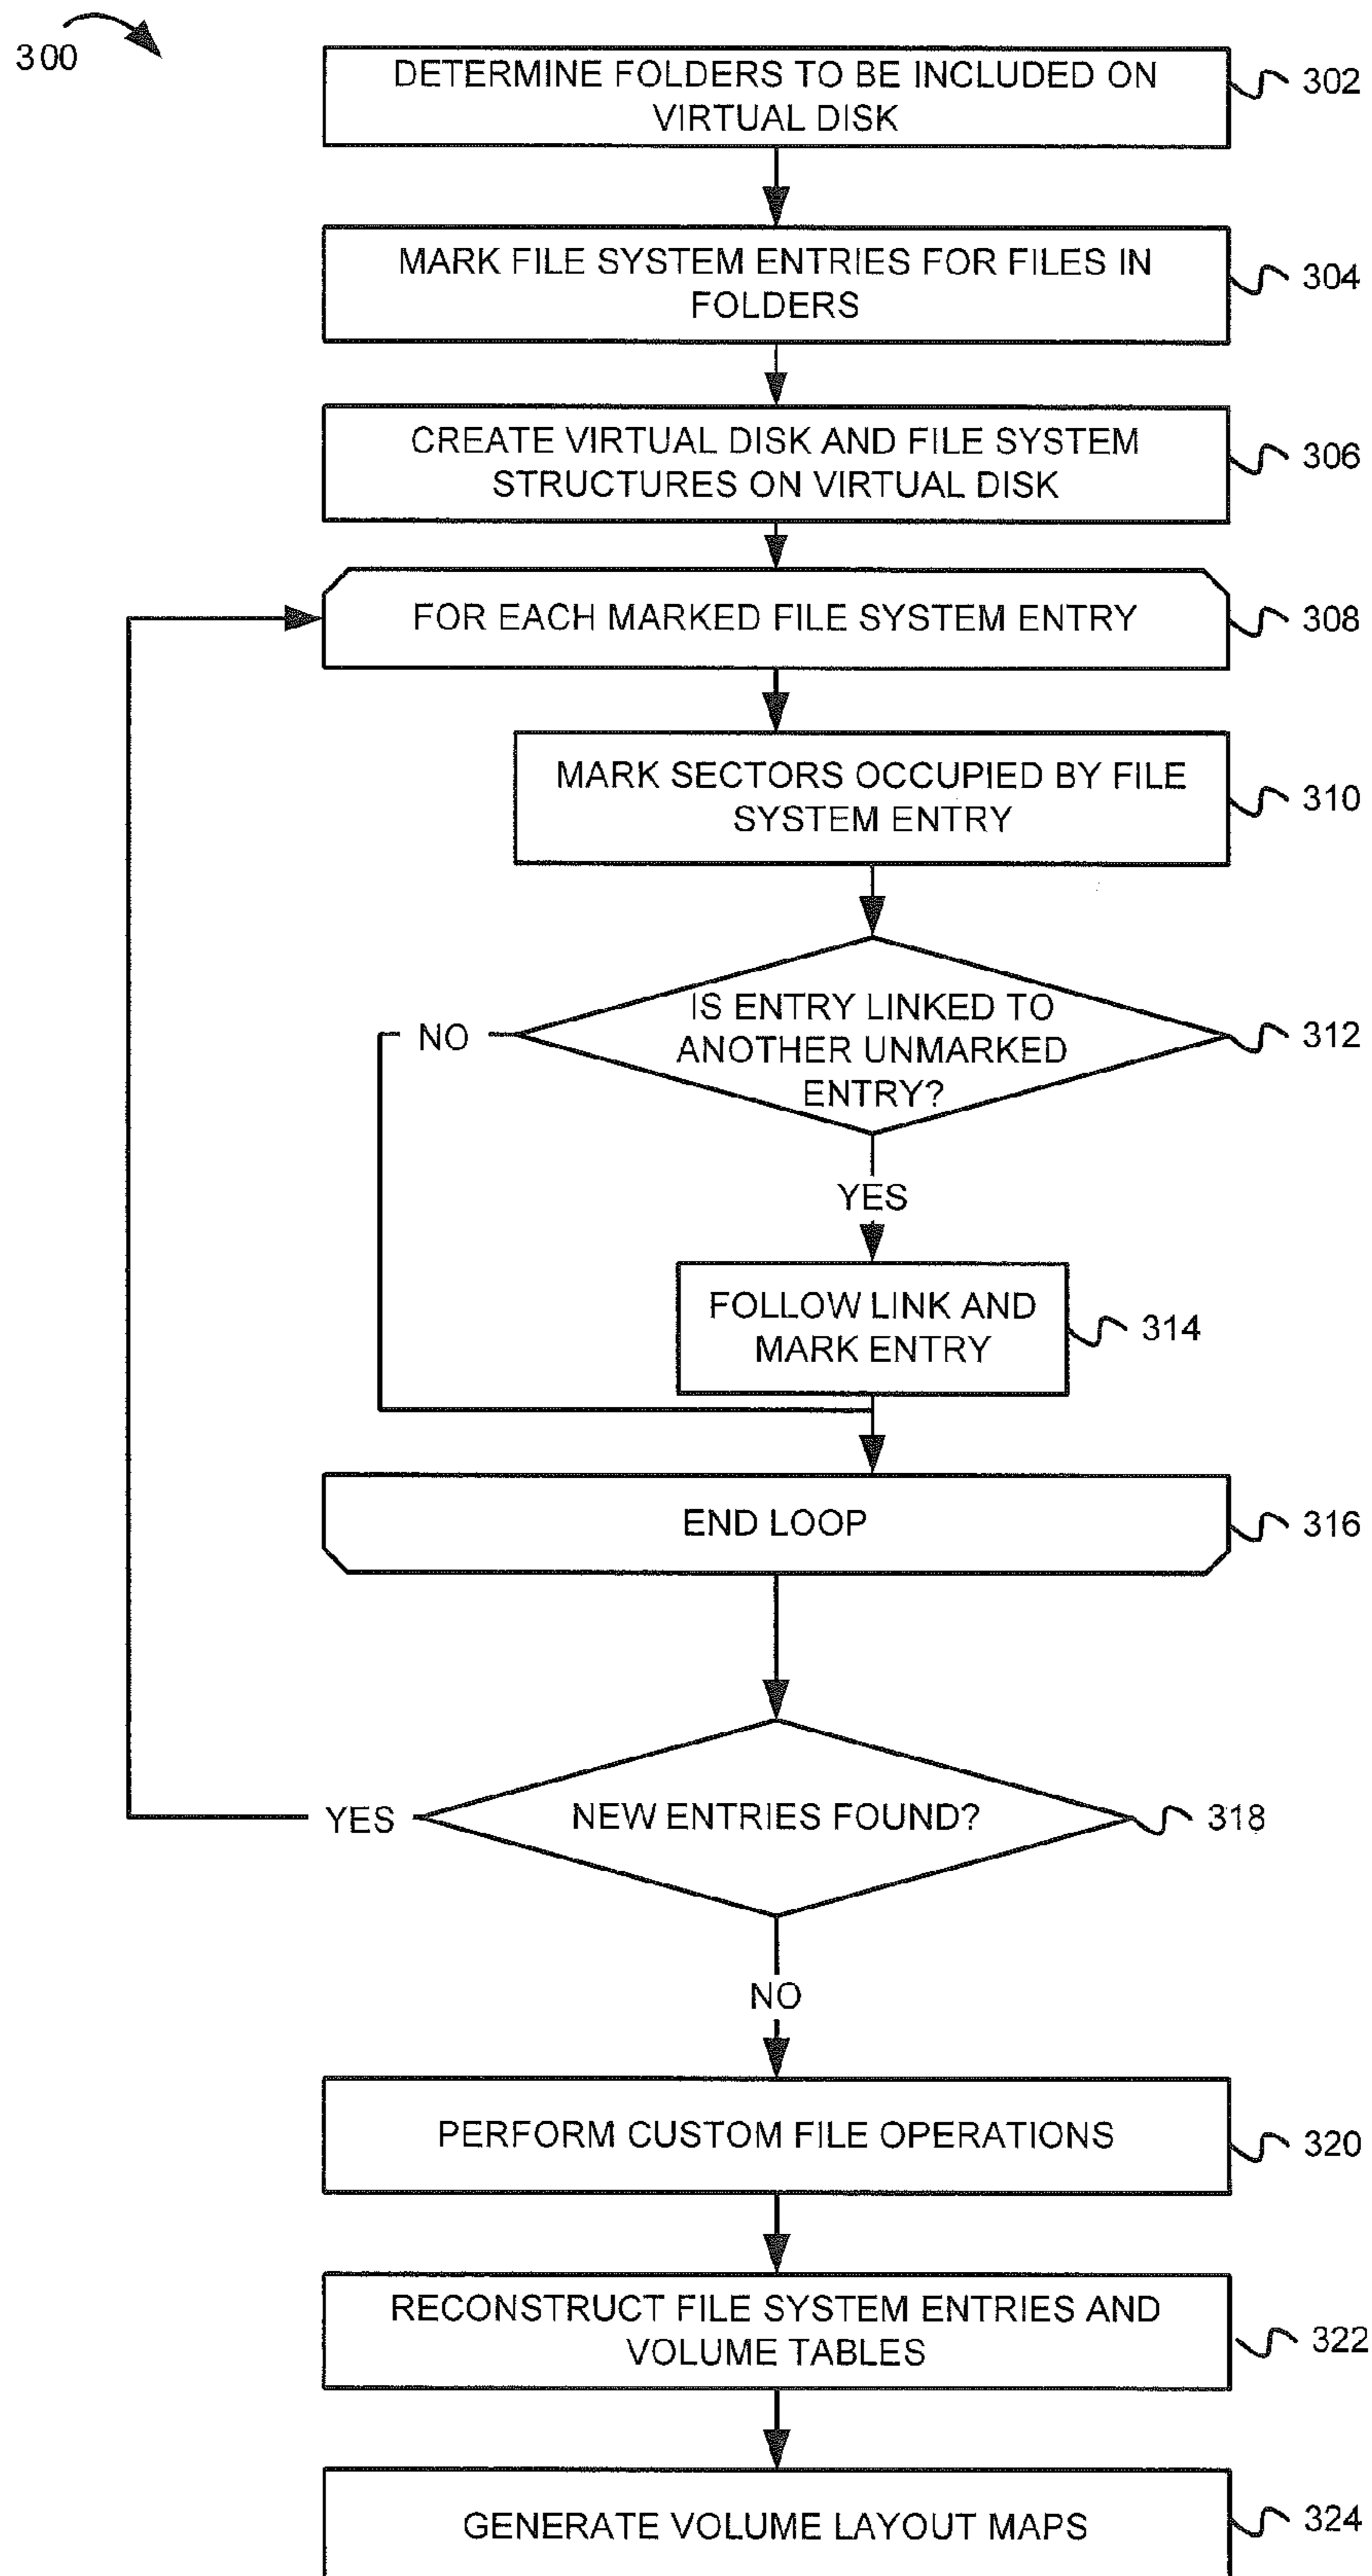 300
DETERMINE FOLDERS TO BE INCLUDED ON
VIRTUAL DISK
302
MARK FILE SYSTEM ENTRIES FOR FILES IN
FOLDERS
304
CREATE VIRTUAL DISK AND FILE SYSTEM
STRUCTURES ON VIRTUAL DISK
306
FOR EACH MARKED FILE SYSTEM ENTRY
308
MARK SECTORS OCCUPIED BY FILE
SYSTEM ENTRY
310
IS ENTRY LINKED TO
ANOTHER UNMARKED
ENTRY?
312
NO
YES
FOLLOW LINK AND
MARK ENTRY
314
END LOOP
316
NEW ENTRIES FOUND?
318
YES
NO
PERFORM CUSTOM FILE OPERATIONS
320
RECONSTRUCT FILE SYSTEM ENTRIES AND
VOLUME TABLES
322
GENERATE VOLUME LAYOUT MAPS
324